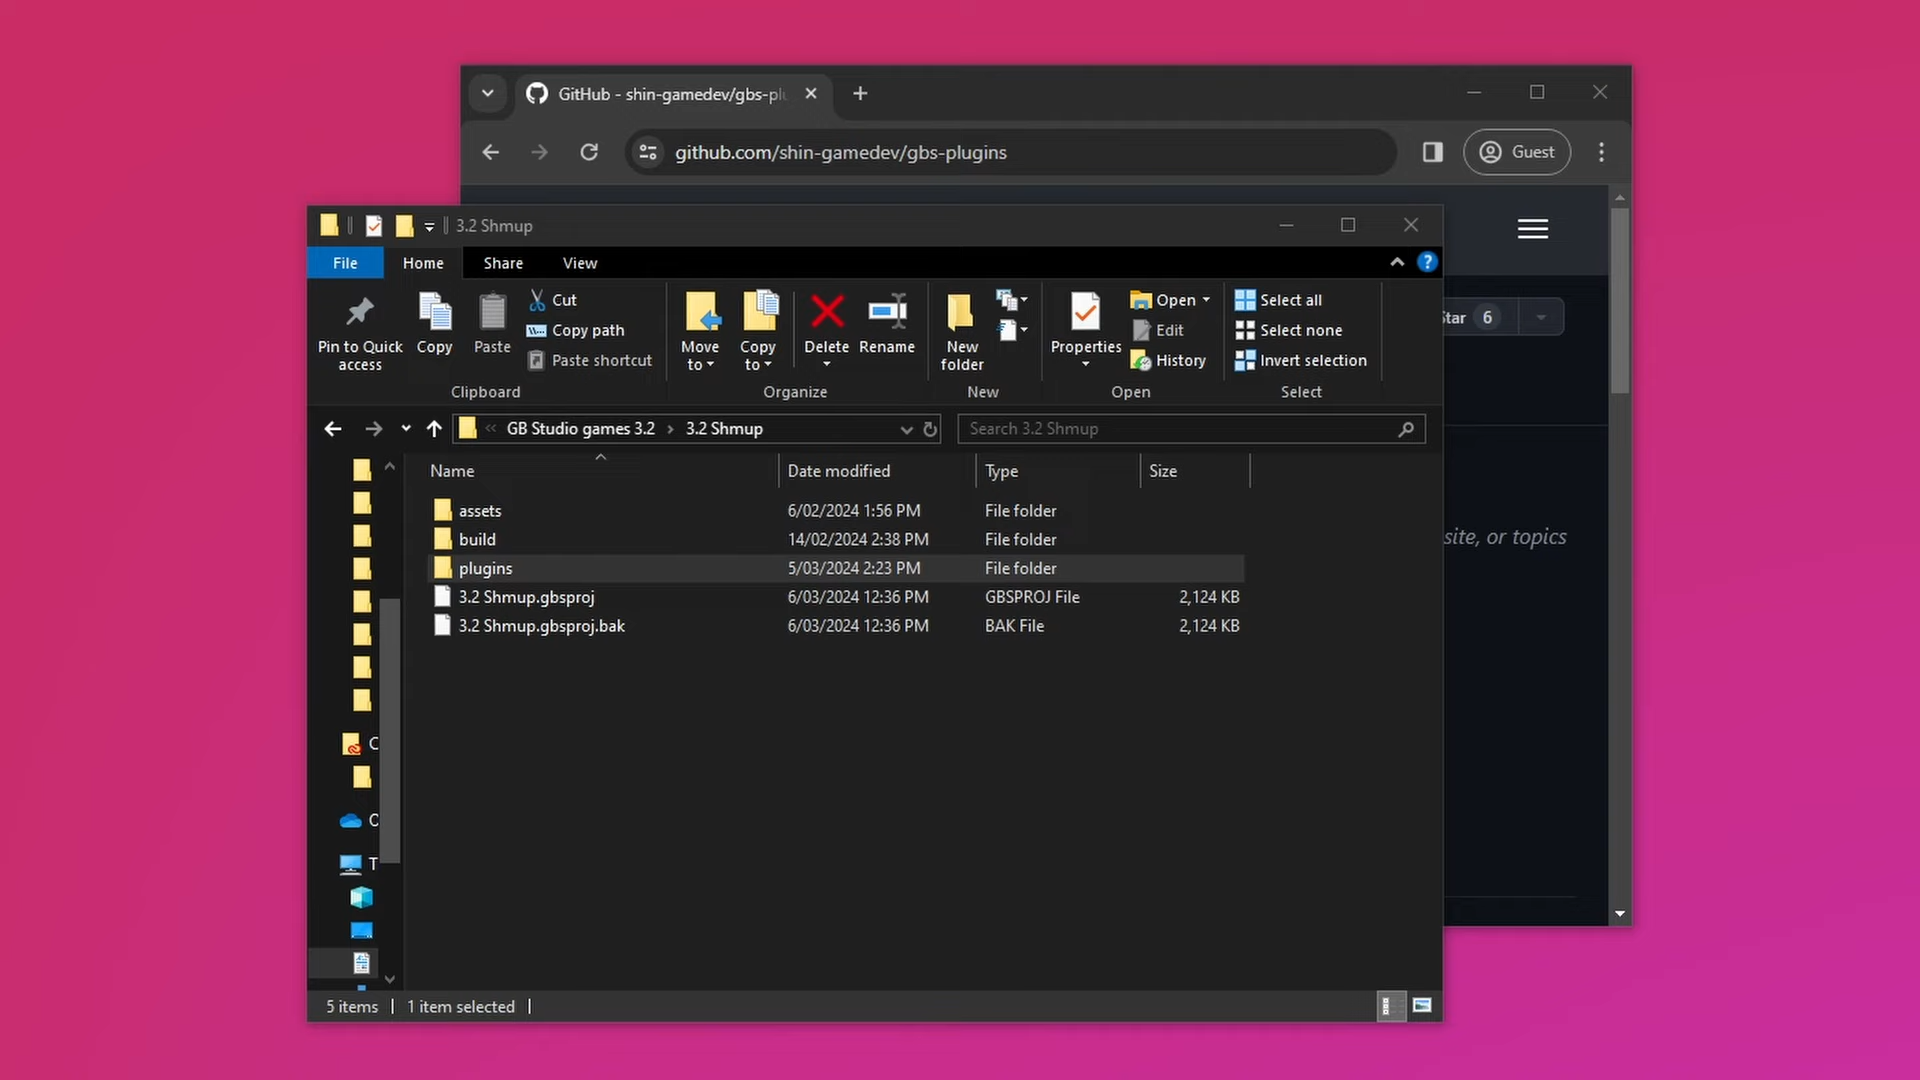 GitHub - shin-gamedev/gbs-plu
github.com/shin-gamedev/gbs-plugins
Guest
3.2 Shmup
File Home Share View
Star 6
Pin to Quick access
Copy
Paste
Cut
Copy path
Paste shortcut
Move to
Copy to
Delete
Rename
New folder
Properties
Open
Edit
History
Select all
Select none
Invert selection
Clipboard Organize New Open Select
« GB Studio games 3.2 › 3.2 Shmup
Search 3.2 Shmup
Name Date modified Type Size
assets 6/02/2024 1:56 PM File folder
build 14/02/2024 2:38 PM File folder
plugins 5/03/2024 2:23 PM File folder
3.2 Shmup.gbsproj 6/03/2024 12:36 PM GBSPROJ File 2,124 KB
3.2 Shmup.gbsproj.bak 6/03/2024 12:36 PM BAK File 2,124 KB
site, or topics
C
O
T
5 items 1 item selected